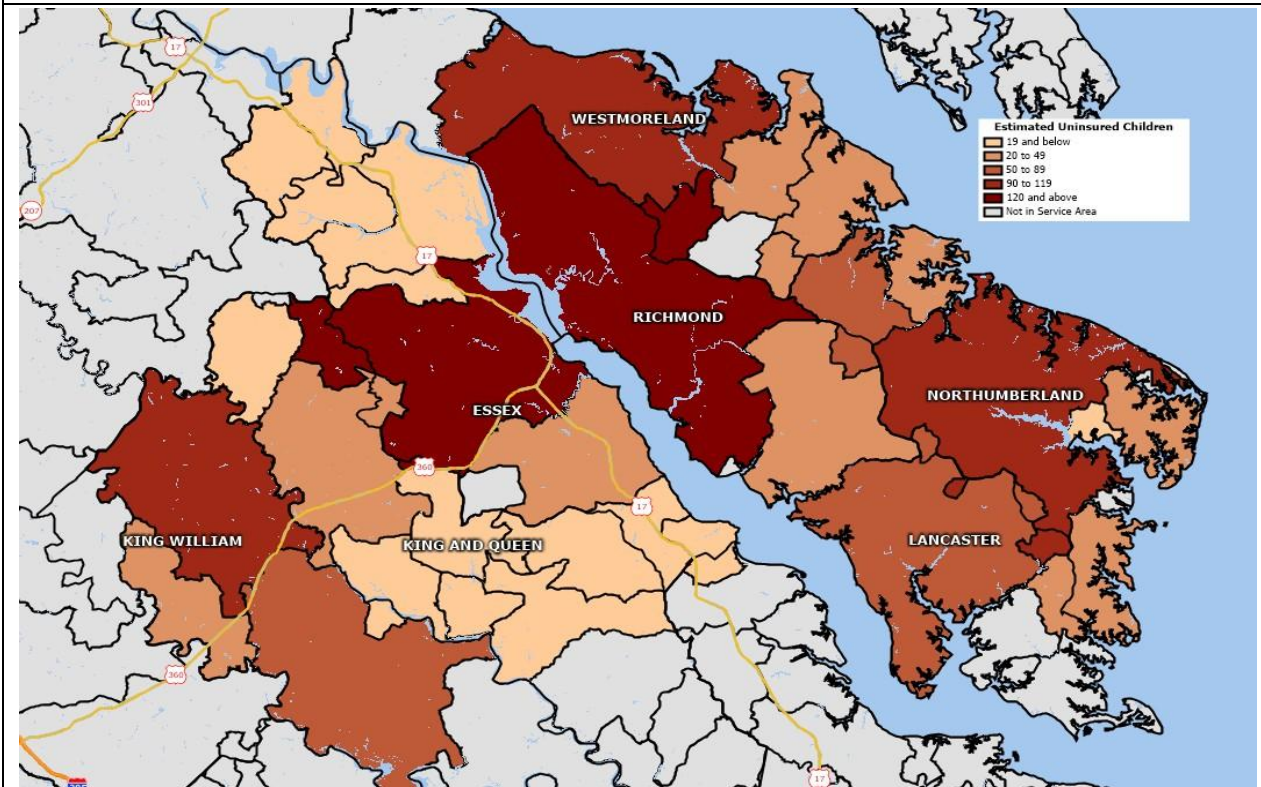 17
301
207
WESTMORELAND
Estimated Uninsured Children
19 and below
20 to 49
50 to 89
90 to 119
120 and above
Not in Service Area
17
RICHMOND
NORTHUMBERLAND
ESSEX
360
17
KING WILLIAM
KING AND QUEEN
LANCASTER
360
17